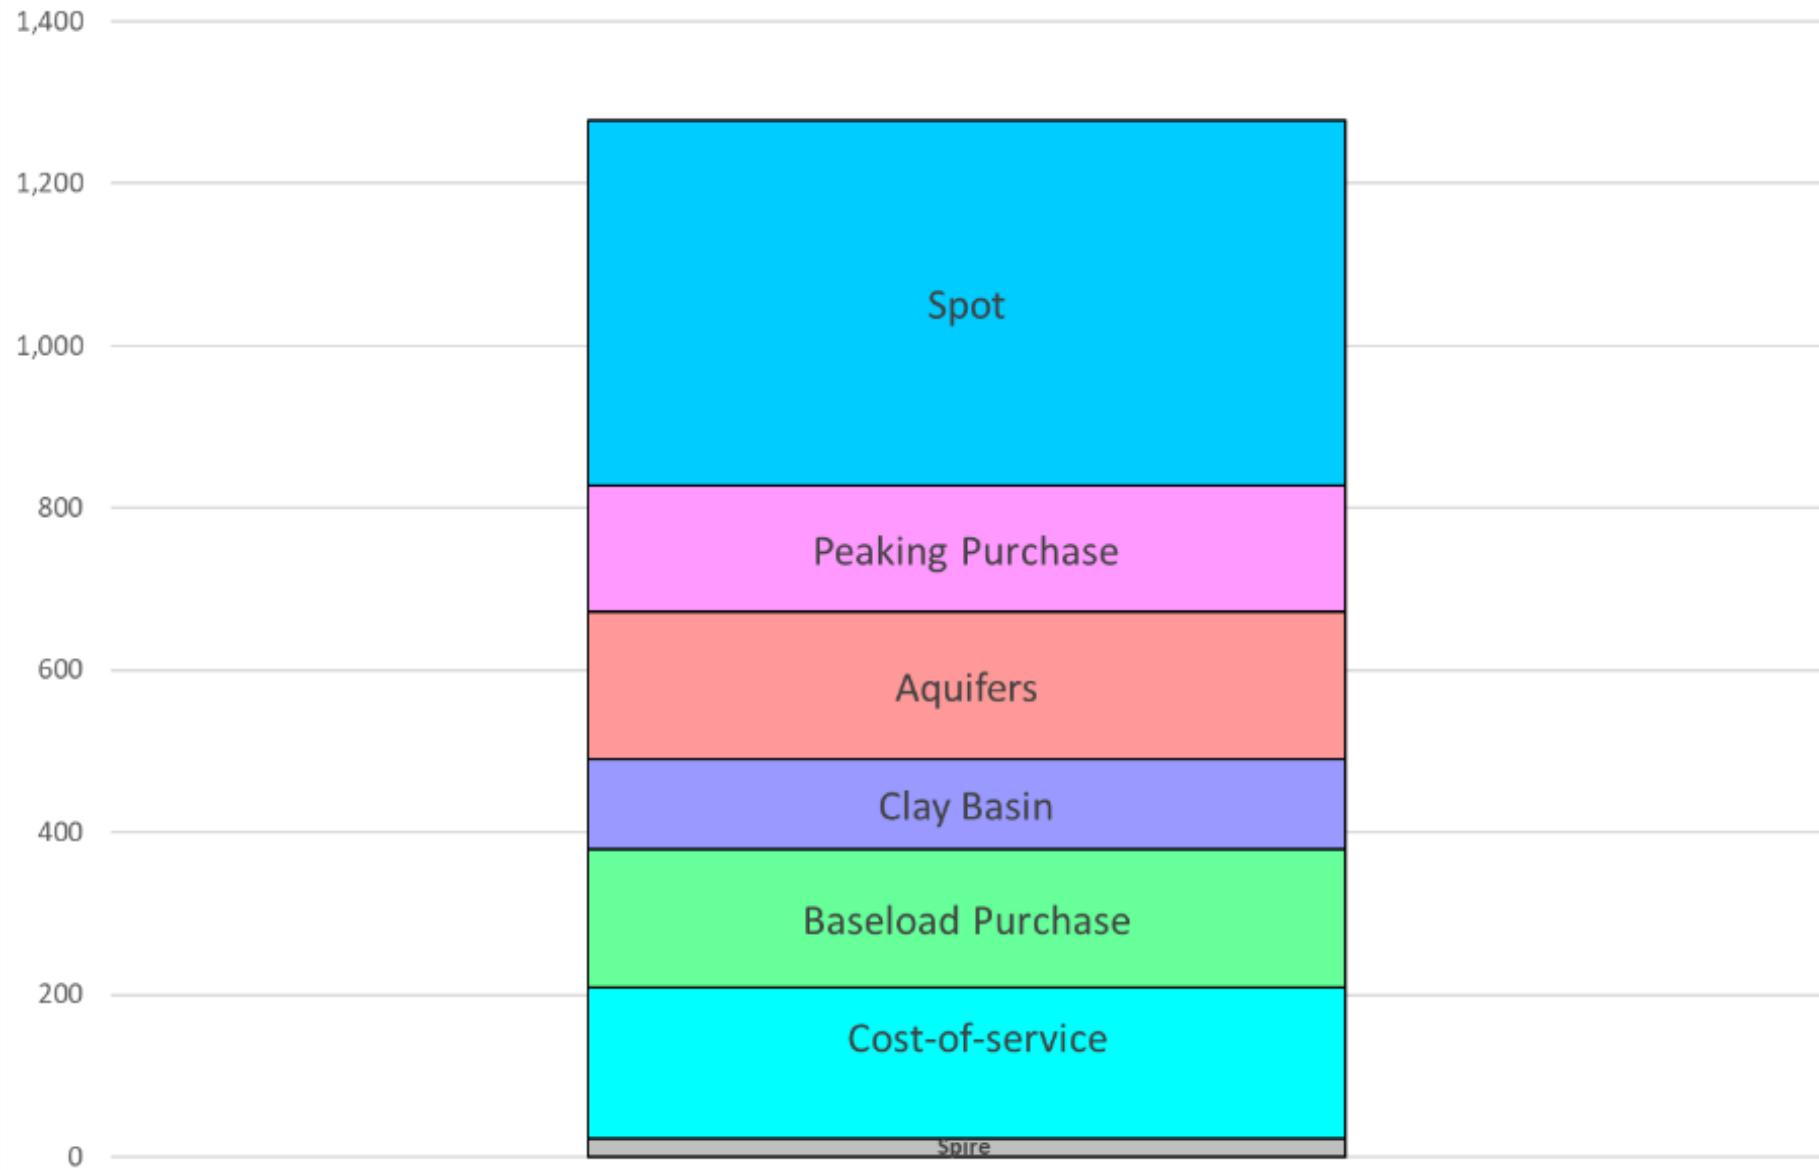 1,400
1,200
1,000
800
600
400
200
0
Spot
Peaking Purchase
Aquifers
Clay Basin
Baseload Purchase
Cost-of-service
Spire